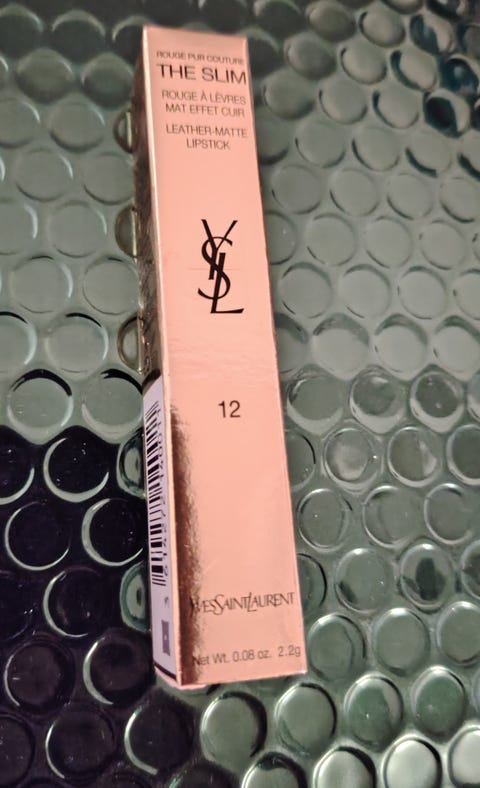 ROUGE PUR COUTURE
THE SLIM
ROUGE À LÈVRES
MAT EFFET CUIR
LEATHER-MATTE
LIPSTICK
YSL
12
YVESSAINTLAURENT
Net Wt. 0.08 oz. 2.2g